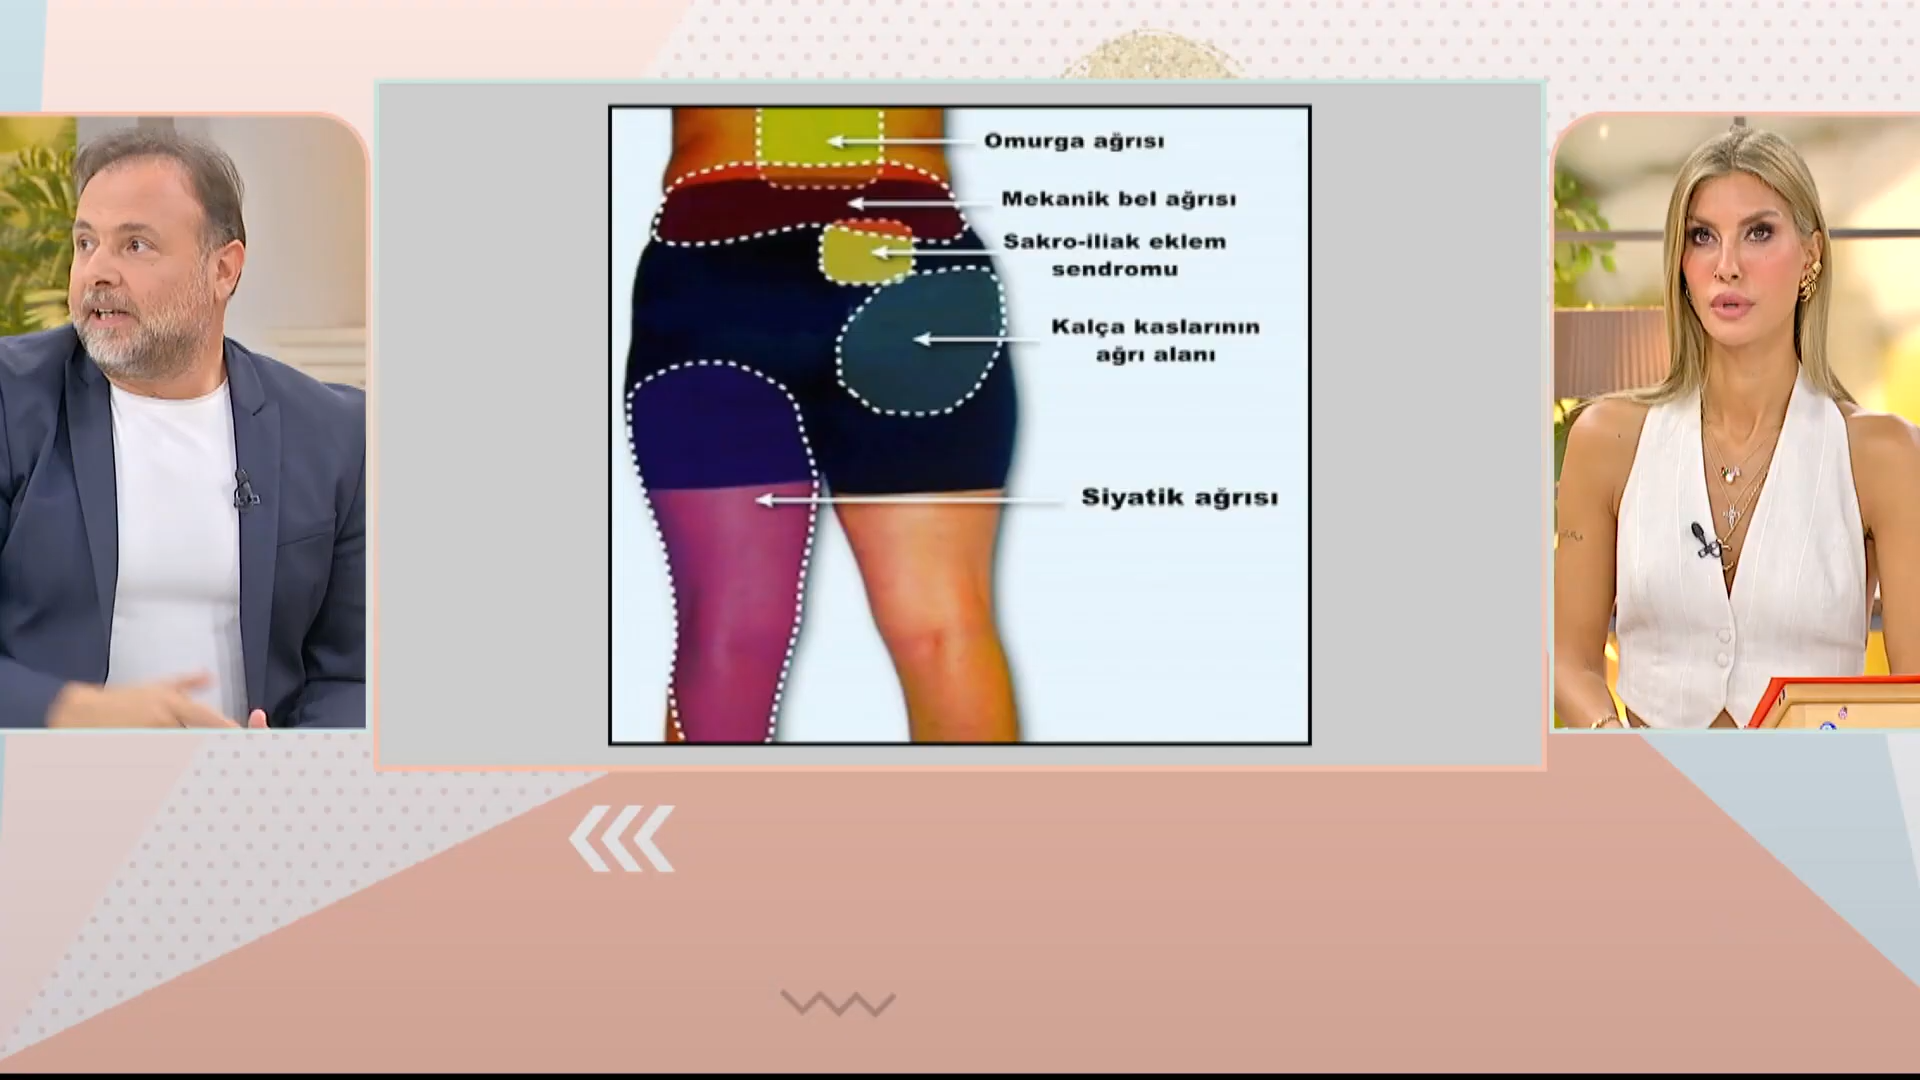 Omurga ağrısı
Mekanik bel ağrısı
Sakro-iliak eklem
sendromu
Kalça kaslarının
ağrı alanı
Siyatik ağrısı